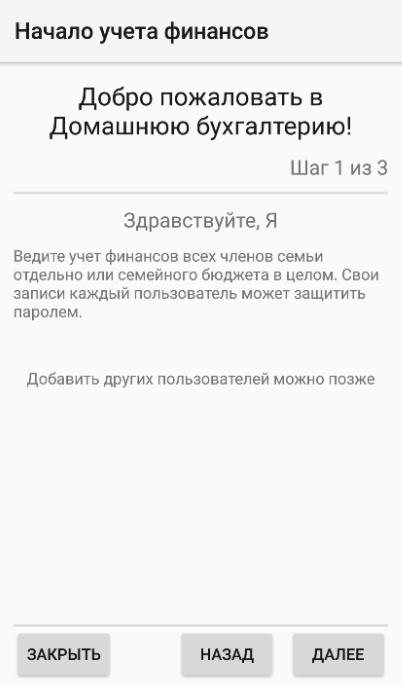 Начало учета финансов
Добро пожаловать в
Домашнюю бухгалтерию!
Шаг 1 из 3
Здравствуйте, Я
Ведите учет финансов всех членов семьи
отдельно или семейного бюджета в целом. Свои
записи каждый пользователь может защитить
паролем.
Добавить других пользователей можно позже
ЗАКРЫТЬ НАЗАД ДАЛЕЕ